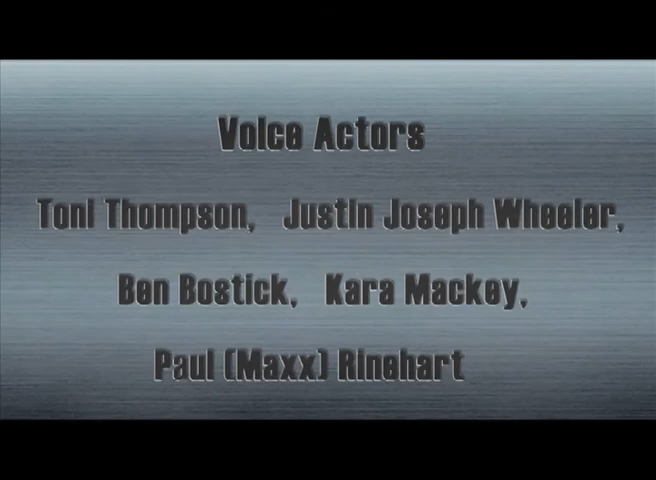 Voice Actors
Toni Thompson, Justin Joseph Wheeler,
Ben Bostick, Kara Mackey,
Paul (Maxx) Rinehart